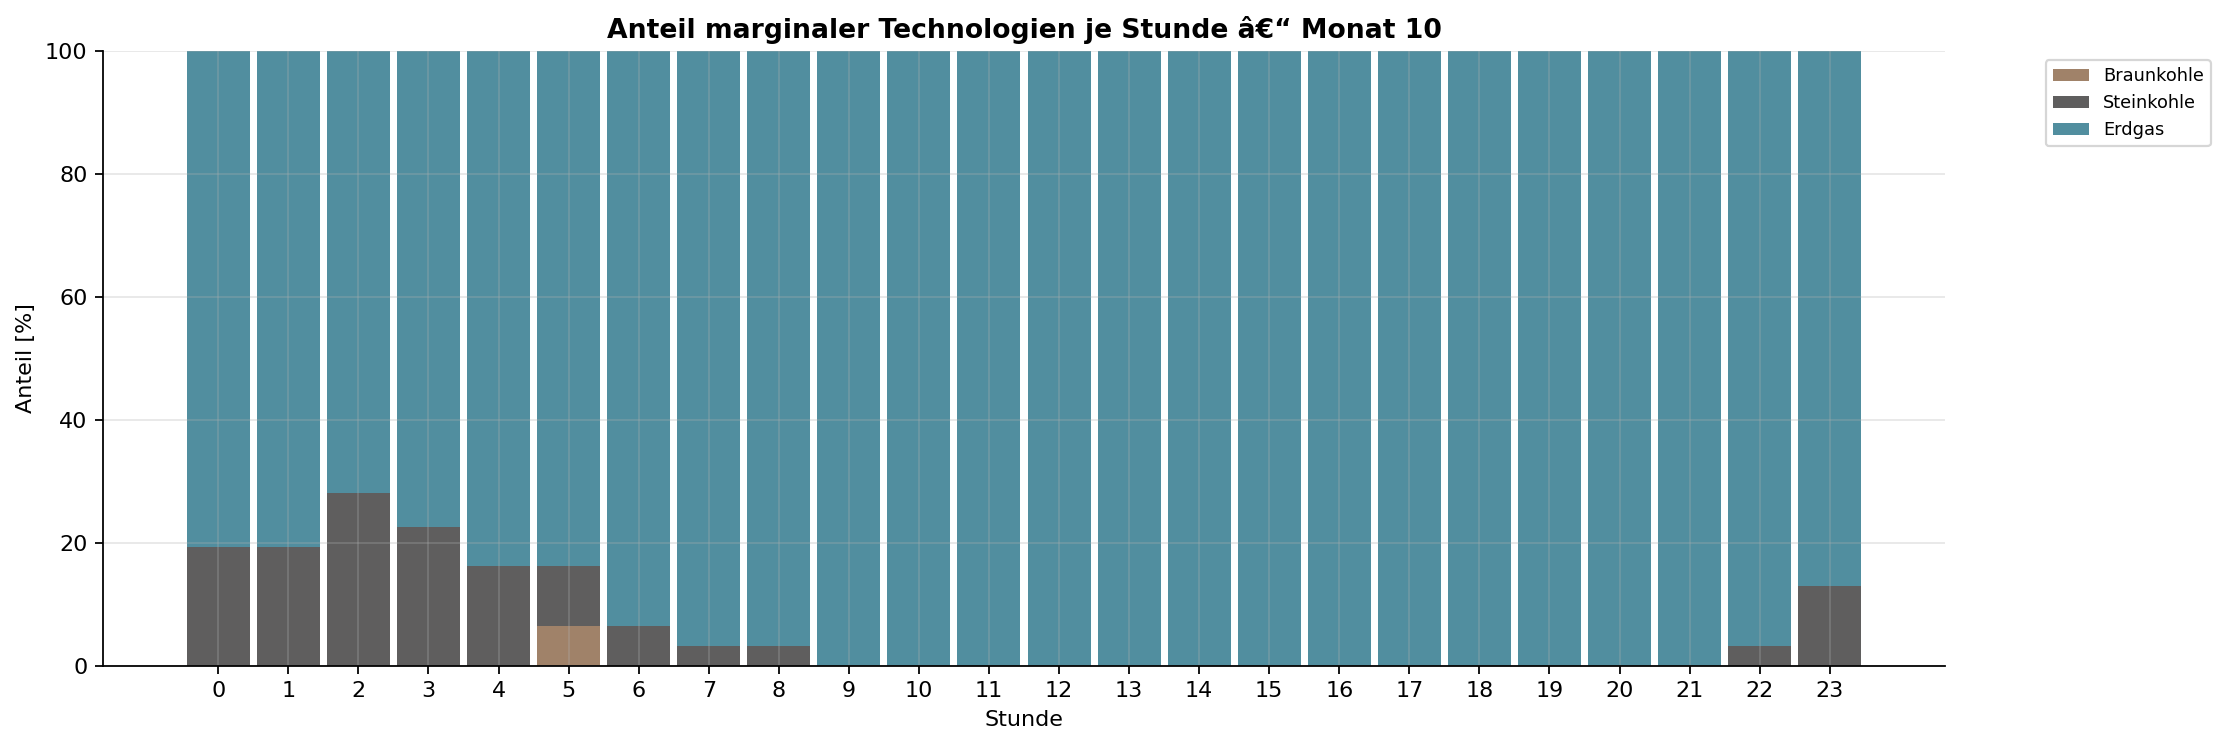 Anteil marginaler Technologien je Stunde â€“ Monat 10
Anteil [%]
100
80
60
40
20
0
0 1 2 3 4 5 6 7 8 9 10 11 12 13 14 15 16 17 18 19 20 21 22 23
Stunde
Braunkohle
Steinkohle
Erdgas